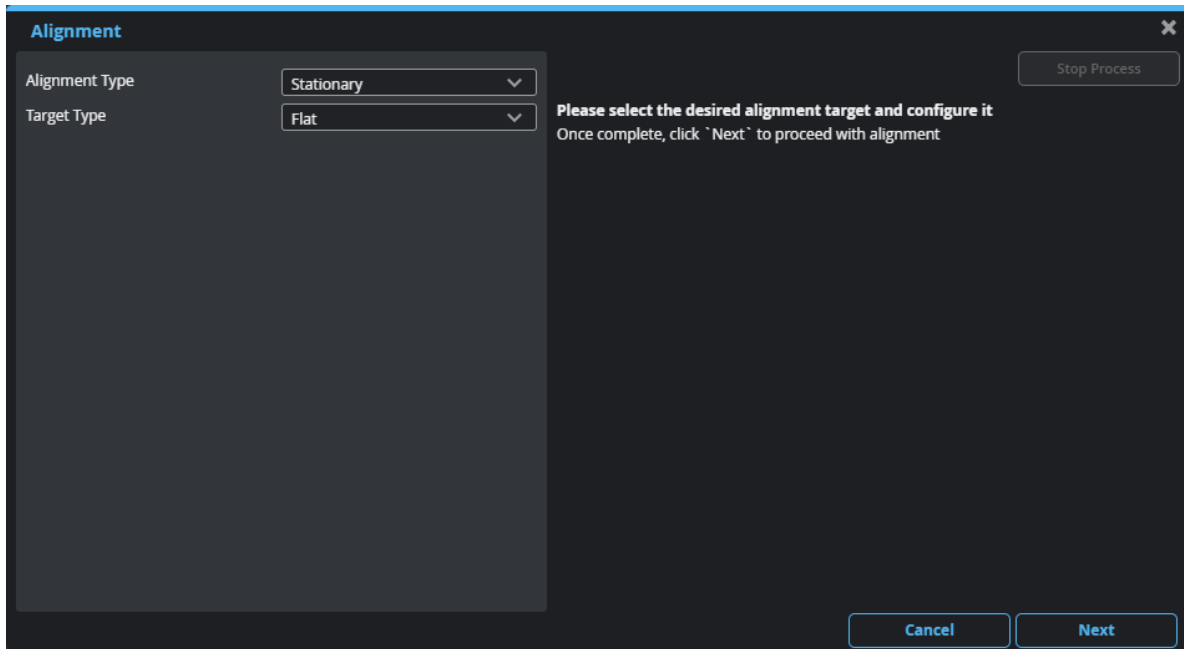 Alignment
Stop Process
Alignment Type Stationary
Target Type Flat
Please select the desired alignment target and configure it
Once complete, click `Next` to proceed with alignment
Cancel Next